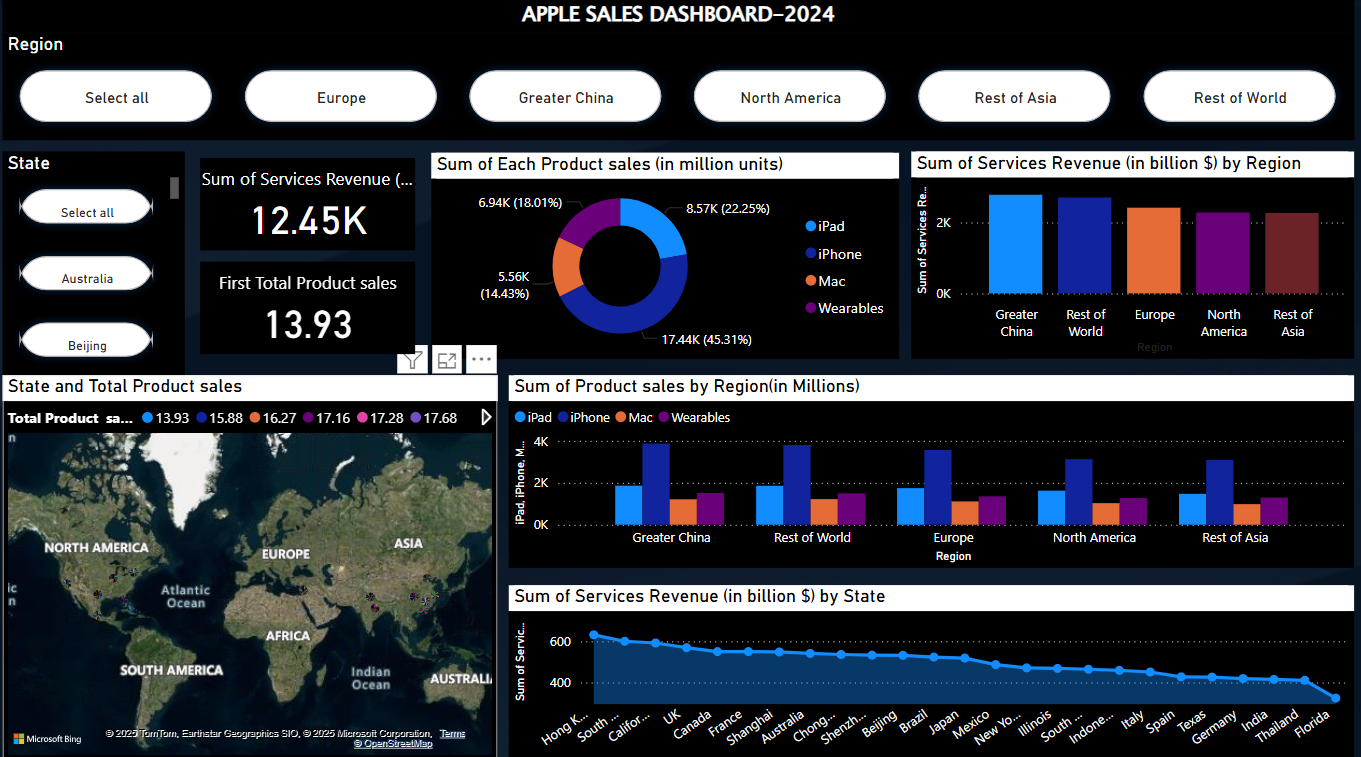 APPLE SALES DASHBOARD-2024
Region
Select all
Europe
Greater China
North America
Rest of Asia
Rest of World
State
Select all
Australia
Beijing
Sum of Services Revenue (...
12.45K
First Total Product sales
13.93
Sum of Each Product sales (in million units)
6.94K (18.01%)
8.57K (22.25%)
5.56K
(14.43%)
17.44K (45.31%)
iPad
iPhone
Mac
Wearables
Sum of Services Revenue (in billion $) by Region
Sum of Services Re...
2K
0K
Greater
China
Rest of
World
Europe
North
America
Rest of
Asia
Region
State and Total Product sales
Total Product sa... 13.93 15.88 16.27 17.16 17.28 17.68
NORTH AMERICA
EUROPE
ASIA
Atlantic
Ocean
AFRICA
SOUTH AMERICA
Indian
Ocean
AUSTRALI
Microsoft Bing
© 2025 TomTom, Earthstar Geographics SIO, © 2025 Microsoft Corporation, Terms
© OpenStreetMap
Sum of Product sales by Region(in Millions)
iPad iPhone Mac Wearables
iPad, iPhone, M...
4K
2K
0K
Greater China
Rest of World
Europe
North America
Rest of Asia
Region
Sum of Services Revenue (in billion $) by State
Sum of Servic...
600
400
Hong K...
South ...
Califor...
UK
Canada
France
Shanghai
Australia
Chong...
Shenzh...
Beijing
Brazil
Japan
Mexico
New Yo...
Illinois
South ...
Indone...
Italy
Spain
Texas
Germany
India
Thailand
Florida